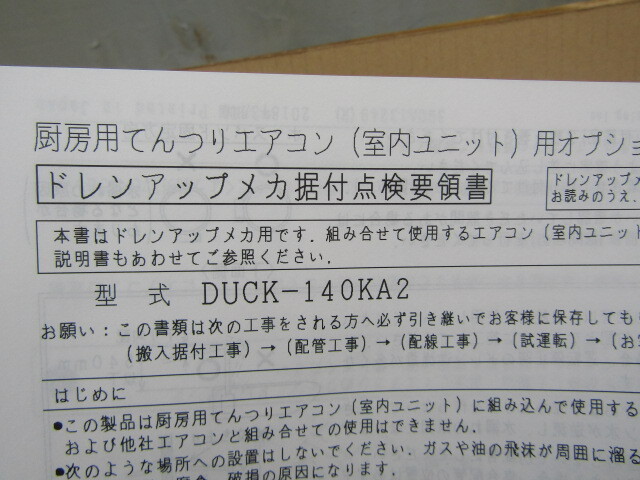 厨房用てんつりエアコン（室内ユニット）用オプショ
ドレンアップメカ据付点検要領書
ドレンアップメ
お読みのうえ．
本書はドレンアップメカ用です．組み合せて使用するエアコン（室内ユニット
説明書もあわせてご参照ください．
型 式 DUCK-140KA2
お願い：この書類は次の工事をされる方へ必ず引き継いでお客様に保存しても
（搬入据付工事）→（配管工事）→（配線工事）→（試運転）→（お
はじめに
●この製品は厨房用てんつりエアコン（室内ユニット）に組み込んで使用する
および他社エアコンと組み合せての使用はできません．
●次のような場所への設置はしないでください．ガスや油の飛沫が周囲に溜る
破損の原因になります．